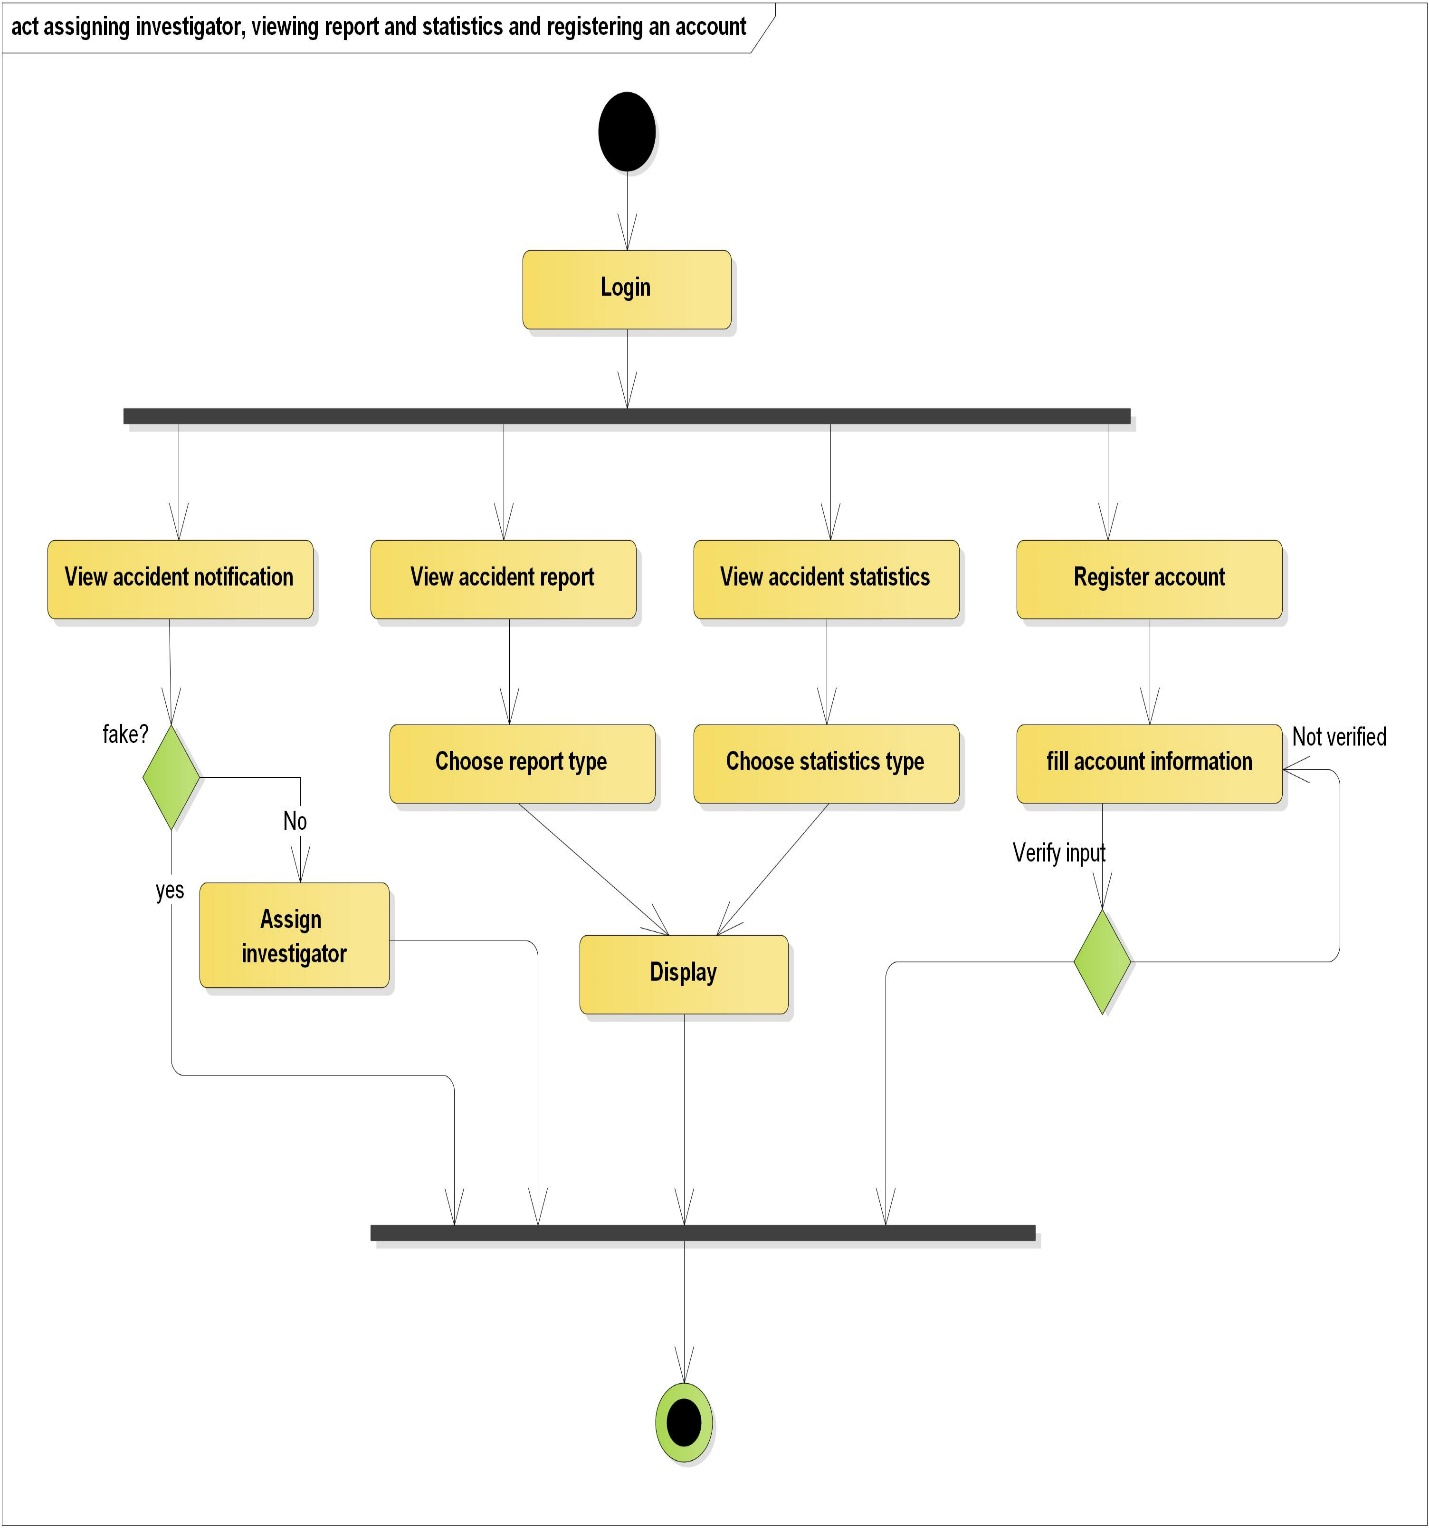 act assigning investigator, viewing report and statistics and registering an account
Login
View accident notification
View accident report
View accident statistics
Register account
fake?
Choose report type
Choose statistics type
fill account information
Not verified
No
Verify input
yes
Assign
investigator
Display